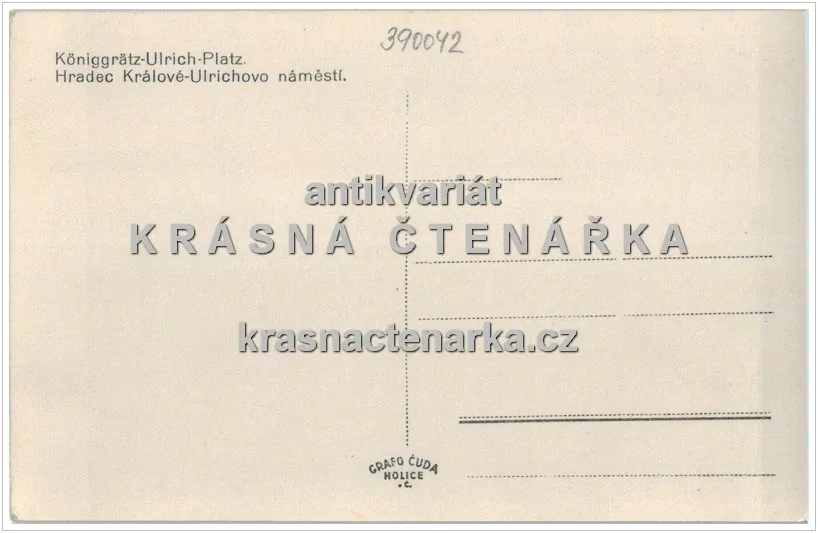 390042
Königgrätz-Ulrich-Platz.
Hradec Králové-Ulrichovo náměstí.
antikvariát
KRÁSNÁ ČTENÁŘKA
krasnactenarka.cz
GRAFO ČUDA
HOLICE
•Č.